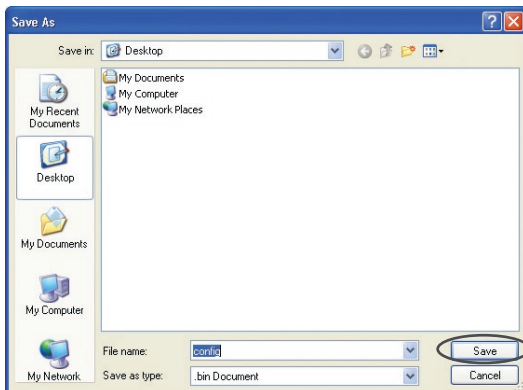 Save As
Save in:
Desktop
My Recent
Documents
Desktop
My Documents
My Computer
My Network
My Documents
My Computer
My Network Places
File name:
config
Save
Save as type:
.bin Document
Cancel